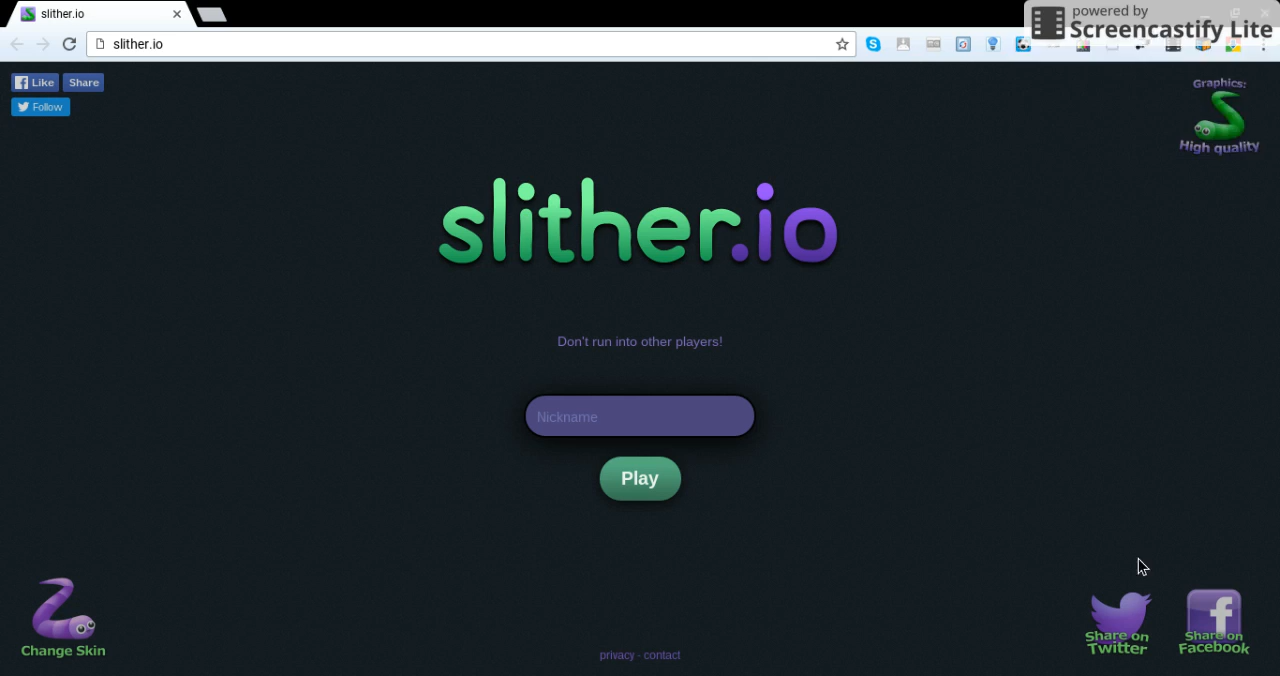 slither.io
powered by
Screencastify Lite
slither.io
Like
Share
Follow
Graphics:
High quality
slither.io
Don't run into other players!
Nickname
Play
Change Skin
privacy - contact
Share on
Twitter
Share on
Facebook